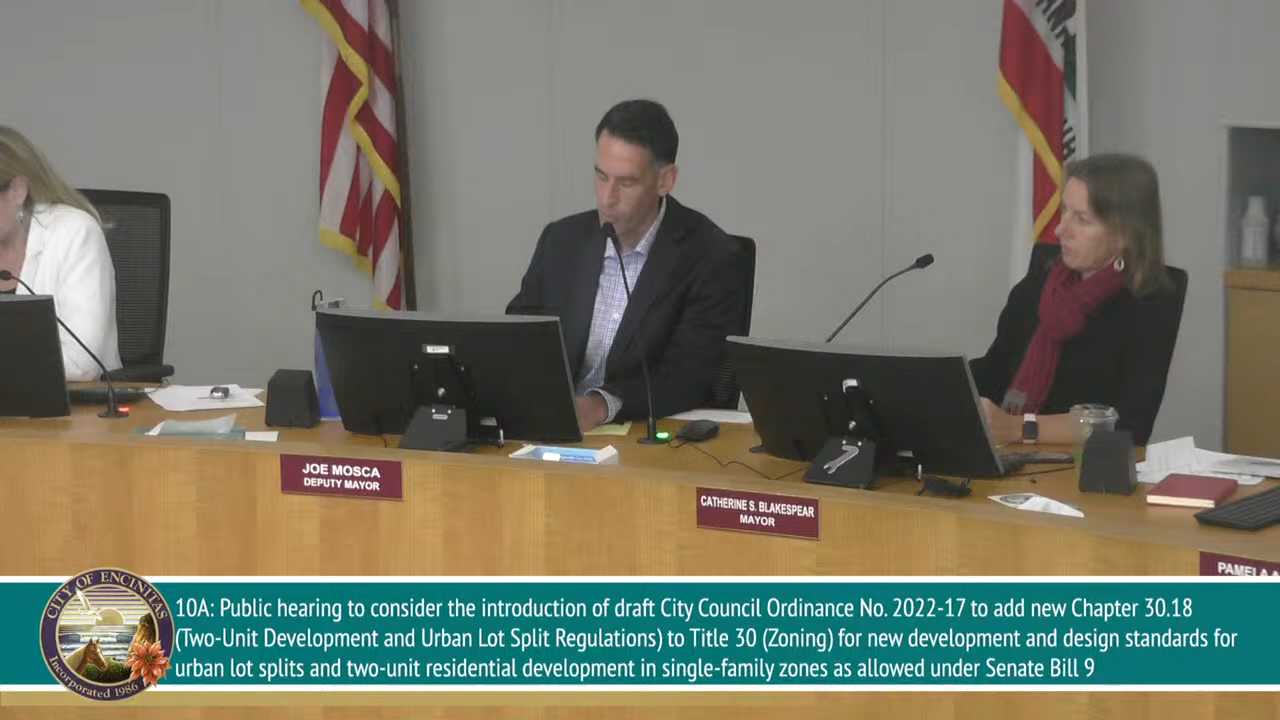 JOE MOSCA
DEPUTY MAYOR
CATHERINE S. BLAKESPEAR
MAYOR
PAMELA
CITY OF ENCINITAS
Incorporated 1986
10A: Public hearing to consider the introduction of draft City Council Ordinance No. 2022-17 to add new Chapter 30.18
(Two-Unit Development and Urban Lot Split Regulations) to Title 30 (Zoning) for new development and design standards for
urban lot splits and two-unit residential development in single-family zones as allowed under Senate Bill 9